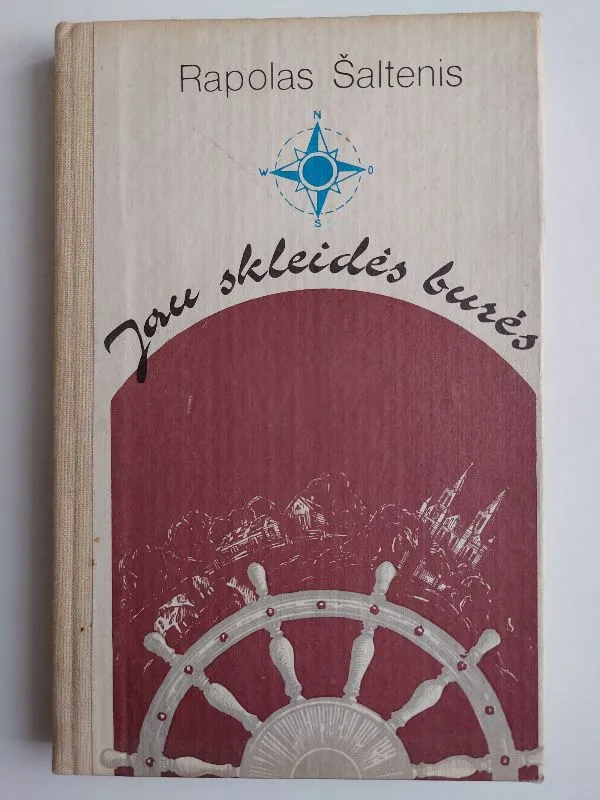 Rapolas Šaltenis
N
W O
S
Jau skleidės burės